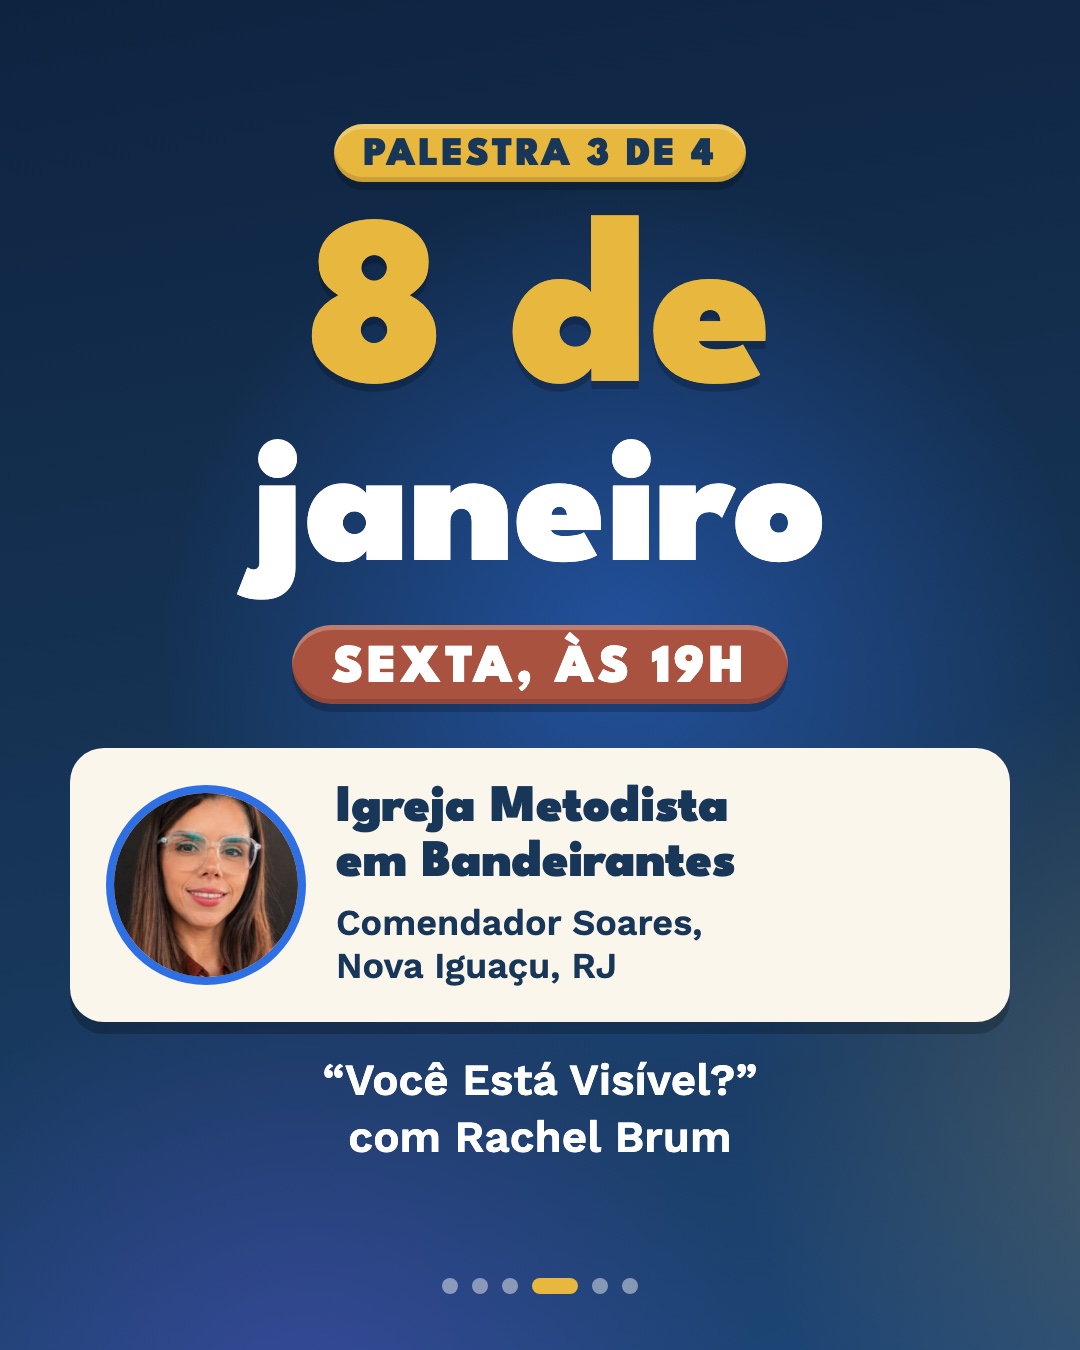 PALESTRA 3 DE 4
8 de
janeiro
SEXTA, ÀS 19H
Igreja Metodista
em Bandeirantes
Comendador Soares,
Nova Iguaçu, RJ
“Você Está Visível?”
com Rachel Brum